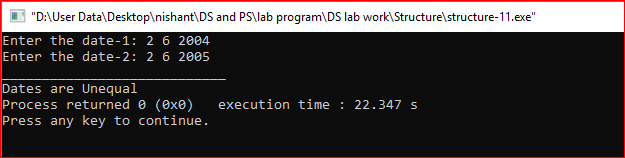 "D:\User Data\Desktop\nishant\DS and PS\lab program\DS lab work\Structure\structure-11.exe"
Enter the date-1: 2 6 2004
Enter the date-2: 2 6 2005
____________________________
Dates are Unequal
Process returned 0 (0x0)   execution time : 22.347 s
Press any key to continue.